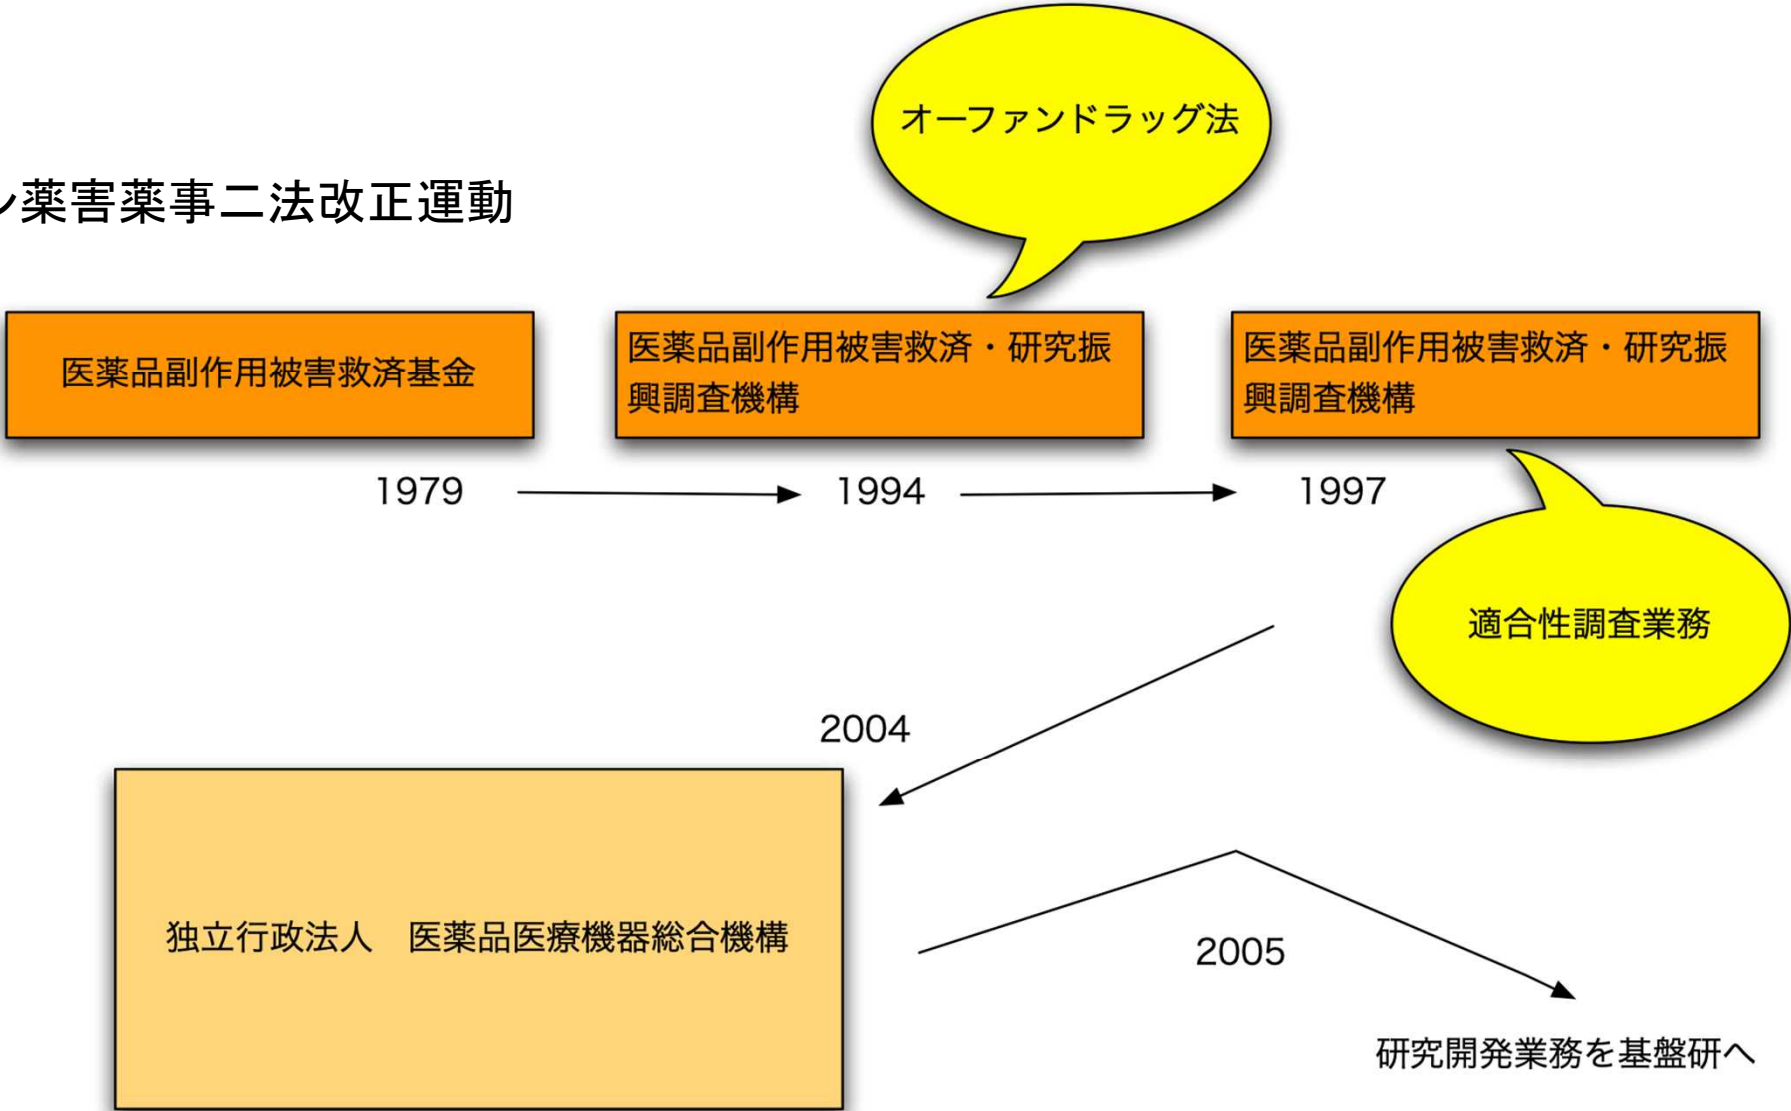 オーファンドラッグ法
ン薬害薬事二法改正運動
医薬品副作用被害救済基金
医薬品副作用被害救済・研究振
興調査機構
医薬品副作用被害救済・研究振
興調査機構
1979
1994
1997
適合性調査業務
2004
独立行政法人　医薬品医療機器総合機構
2005
研究開発業務を基盤研へ